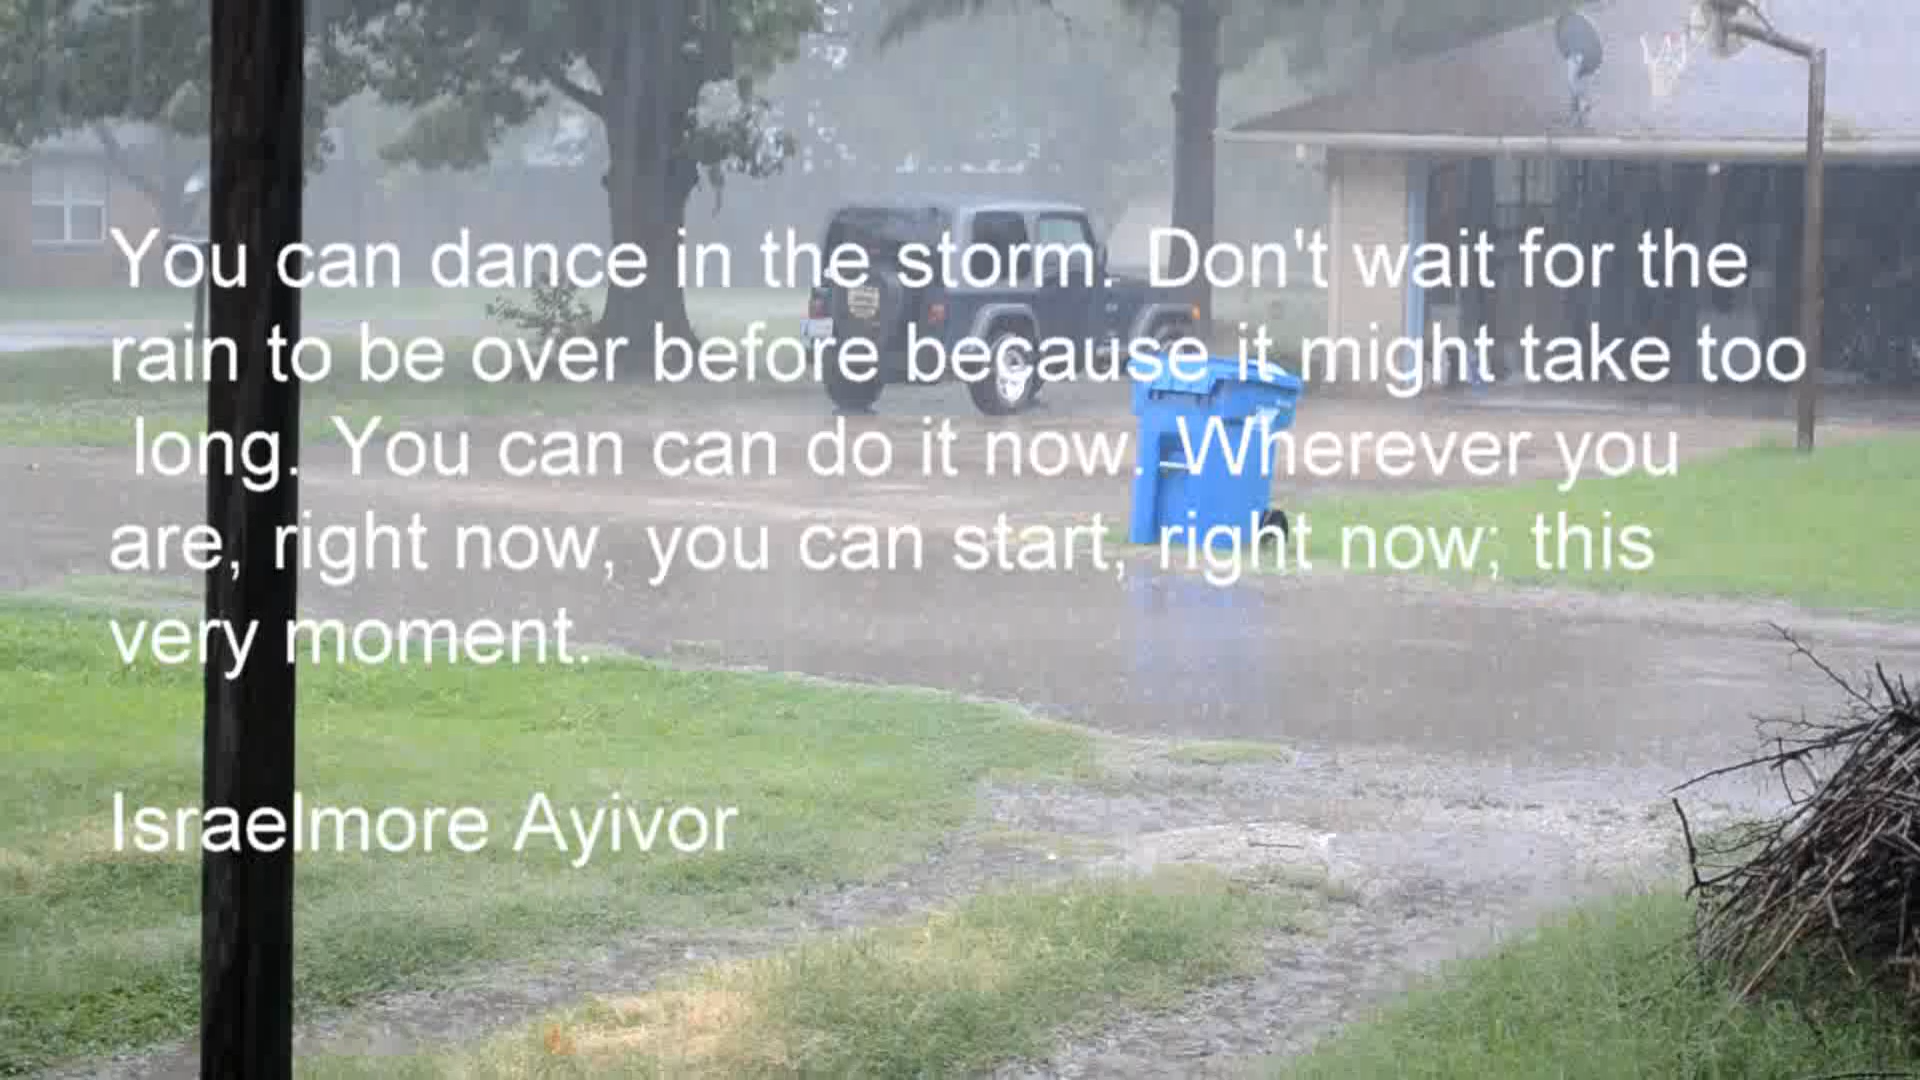 You can dance in the storm. Don't wait for the
rain to be over before because it might take too
long. You can can do it now. Wherever you
are, right now, you can start, right now; this
very moment.
Israelmore Ayivor